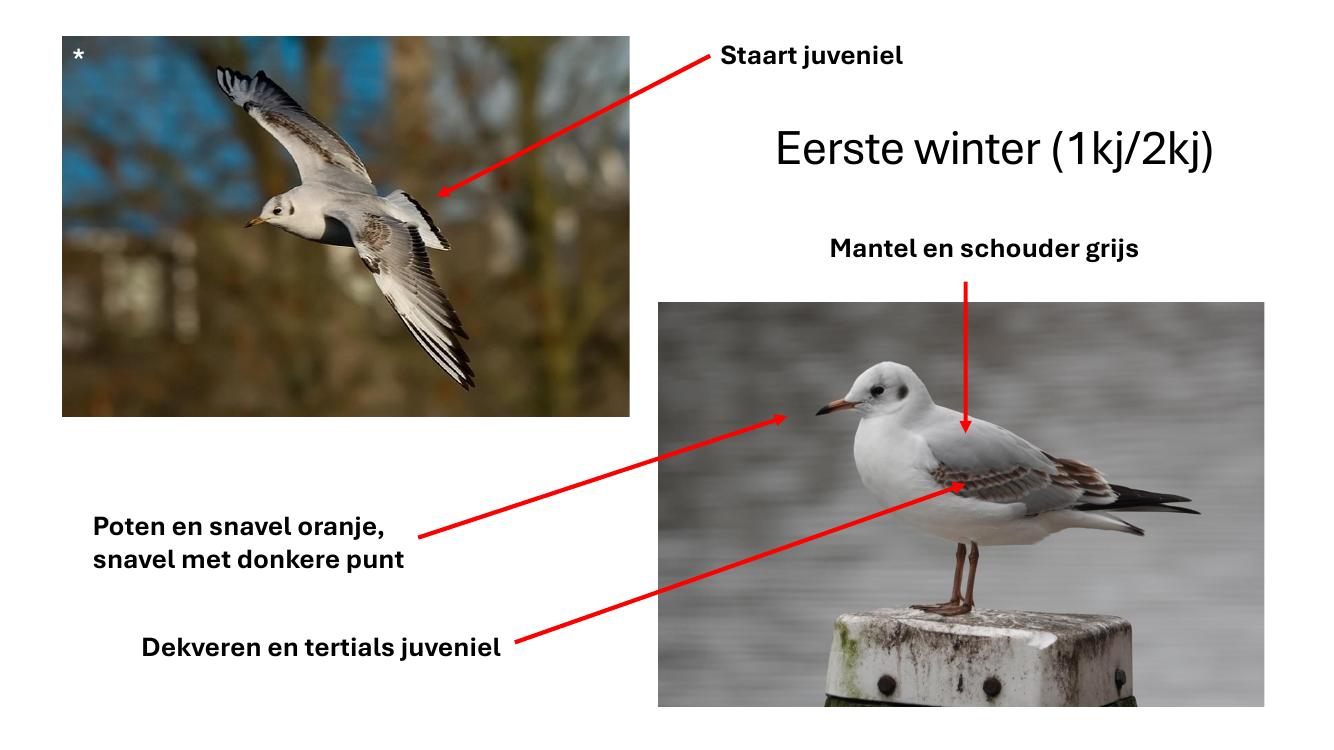 *
Staart juveniel
Eerste winter (1kj/2kj)
Mantel en schouder grijs
Poten en snavel oranje,
snavel met donkere punt
Dekveren en tertials juveniel